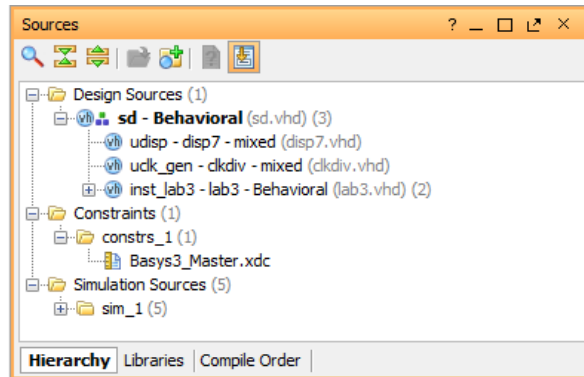 Sources ?
Design Sources (1)
sd - Behavioral (sd.vhd) (3)
udisp - disp7 - mixed (disp7.vhd)
uclk_gen - clkdiv - mixed (clkdiv.vhd)
inst_lab3 - lab3 - Behavioral (lab3.vhd) (2)
Constraints (1)
constrs_1 (1)
Basys3_Master.xdc
Simulation Sources (5)
sim_1 (5)
Hierarchy Libraries Compile Order